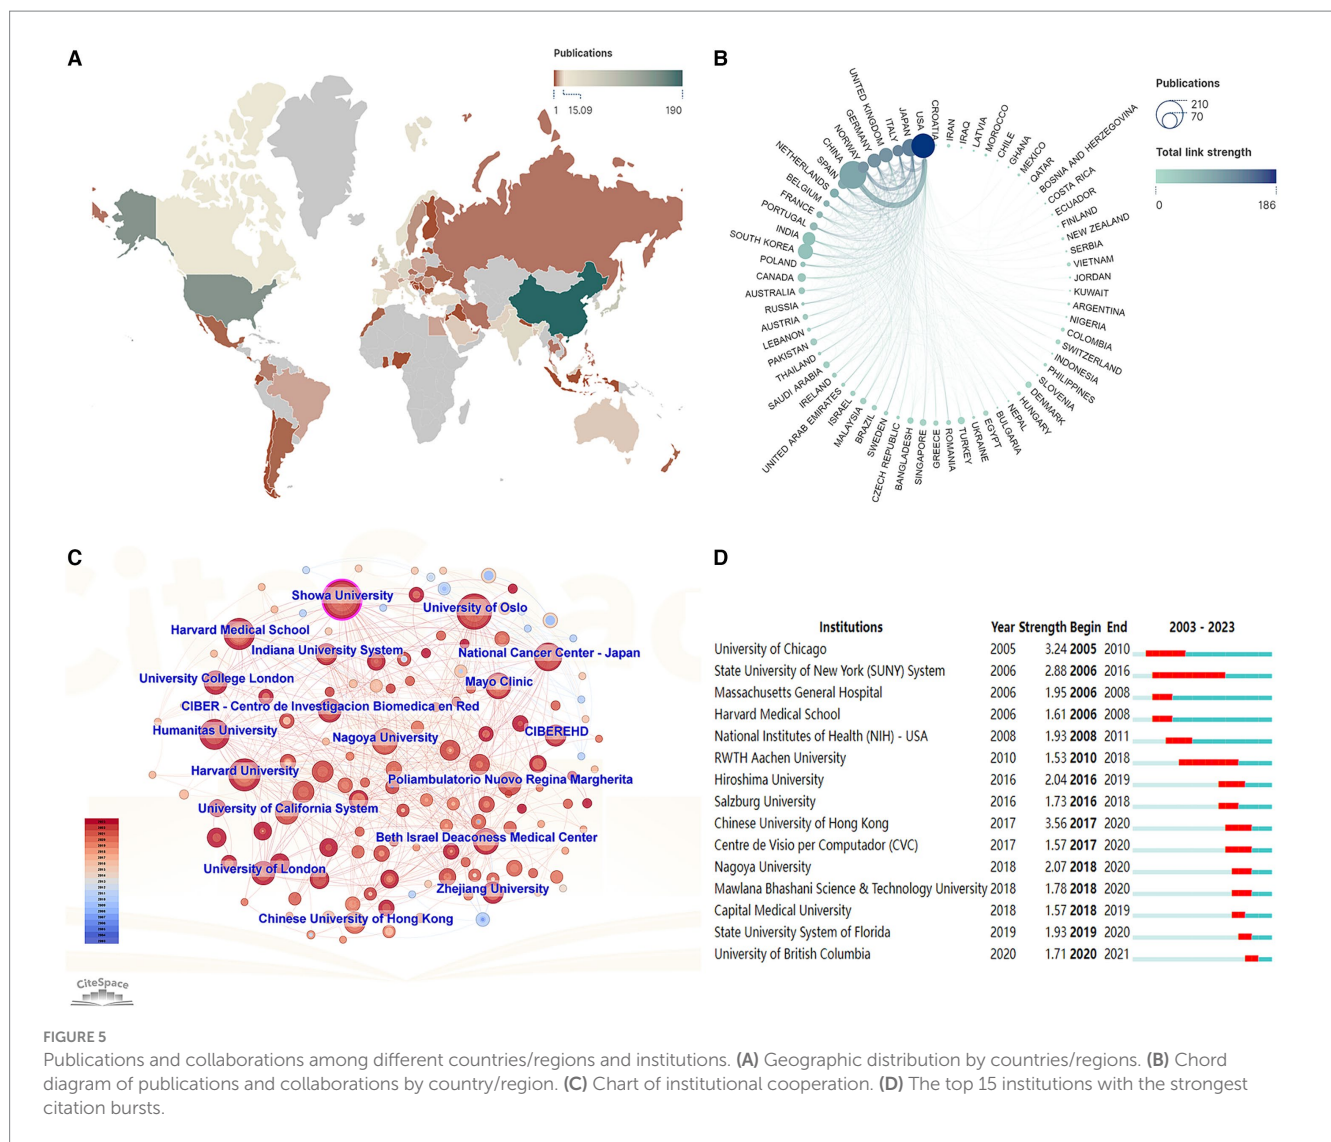 A
Publications
1 15.09 190
B
UNITED KINGDOM
GERMANY
NORWAY
CHINA
SPAIN
NETHERLANDS
BELGIUM
FRANCE
PORTUGAL
INDIA
SOUTH KOREA
POLAND
CANADA
AUSTRALIA
RUSSIA
AUSTRIA
LEBANON
PAKISTAN
THAILAND
SAUDI ARABIA
IRELAND
UNITED ARAB EMIRATES
ISRAEL
MALAYSIA
BRAZIL
SWEDEN
CZECH REPUBLIC
BANGLADESH
SINGAPORE
GREECE
ROMANIA
TURKEY
UKRAINE
EGYPT
BULGARIA
NEPAL
HUNGARY
DENMARK
SLOVENIA
PHILIPPINES
INDONESIA
SWITZERLAND
COLOMBIA
NIGERIA
ARGENTINA
KUWAIT
JORDAN
VIETNAM
SERBIA
NEW ZEALAND
FINLAND
ECUADOR
COSTA RICA
BOSNIA AND HERZEGOVINA
QATAR
MEXICO
GHANA
CHILE
MOROCCO
LATVIA
IRAQ
IRAN
CROATIA
USA
JAPAN
ITALY
Publications
210
70
Total link strength
0 186
C
Showa University
University of Oslo
Harvard Medical School
Indiana University System
National Cancer Center - Japan
University College London
Mayo Clinic
CIBER - Centro de Investigacion Biomedica en Red
Humanitas University
Nagoya University
CIBEREHD
Harvard University
Poliambulatorio Nuovo Regina Margherita
University of California System
Beth Israel Deaconess Medical Center
University of London
Zhejiang University
Chinese University of Hong Kong
CiteSpace
D
Institutions Year Strength Begin End 2003 - 2023
University of Chicago 2005 3.24 2005 2010
State University of New York (SUNY) System 2006 2.88 2006 2016
Massachusetts General Hospital 2006 1.95 2006 2008
Harvard Medical School 2006 1.61 2006 2008
National Institutes of Health (NIH) - USA 2008 1.93 2008 2011
RWTH Aachen University 2010 1.53 2010 2018
Hiroshima University 2016 2.04 2016 2019
Salzburg University 2016 1.73 2016 2018
Chinese University of Hong Kong 2017 3.56 2017 2020
Centre de Visio per Computador (CVC) 2017 1.57 2017 2020
Nagoya University 2018 2.07 2018 2020
Mawlana Bhashani Science & Technology University 2018 1.78 2018 2020
Capital Medical University 2018 1.57 2018 2019
State University System of Florida 2019 1.93 2019 2020
University of British Columbia 2020 1.71 2020 2021
FIGURE 5
Publications and collaborations among different countries/regions and institutions. (A) Geographic distribution by countries/regions. (B) Chord
diagram of publications and collaborations by country/region. (C) Chart of institutional cooperation. (D) The top 15 institutions with the strongest
citation bursts.